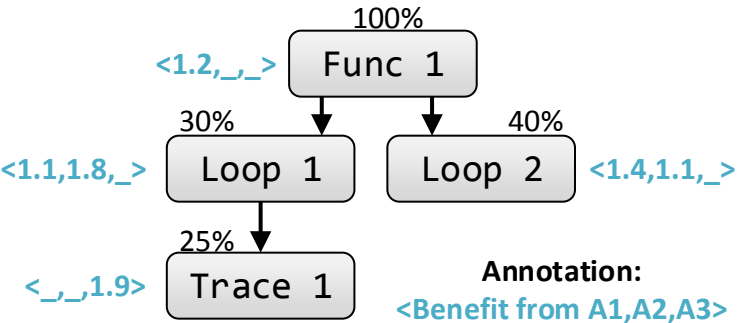 100%
<1.2,_,_> Func 1
30% 40%
<1.1,1.8,_> Loop 1 Loop 2 <1.4,1.1,_>
25%
<_,_,1.9> Trace 1
Annotation:
<Benefit from A1,A2,A3>